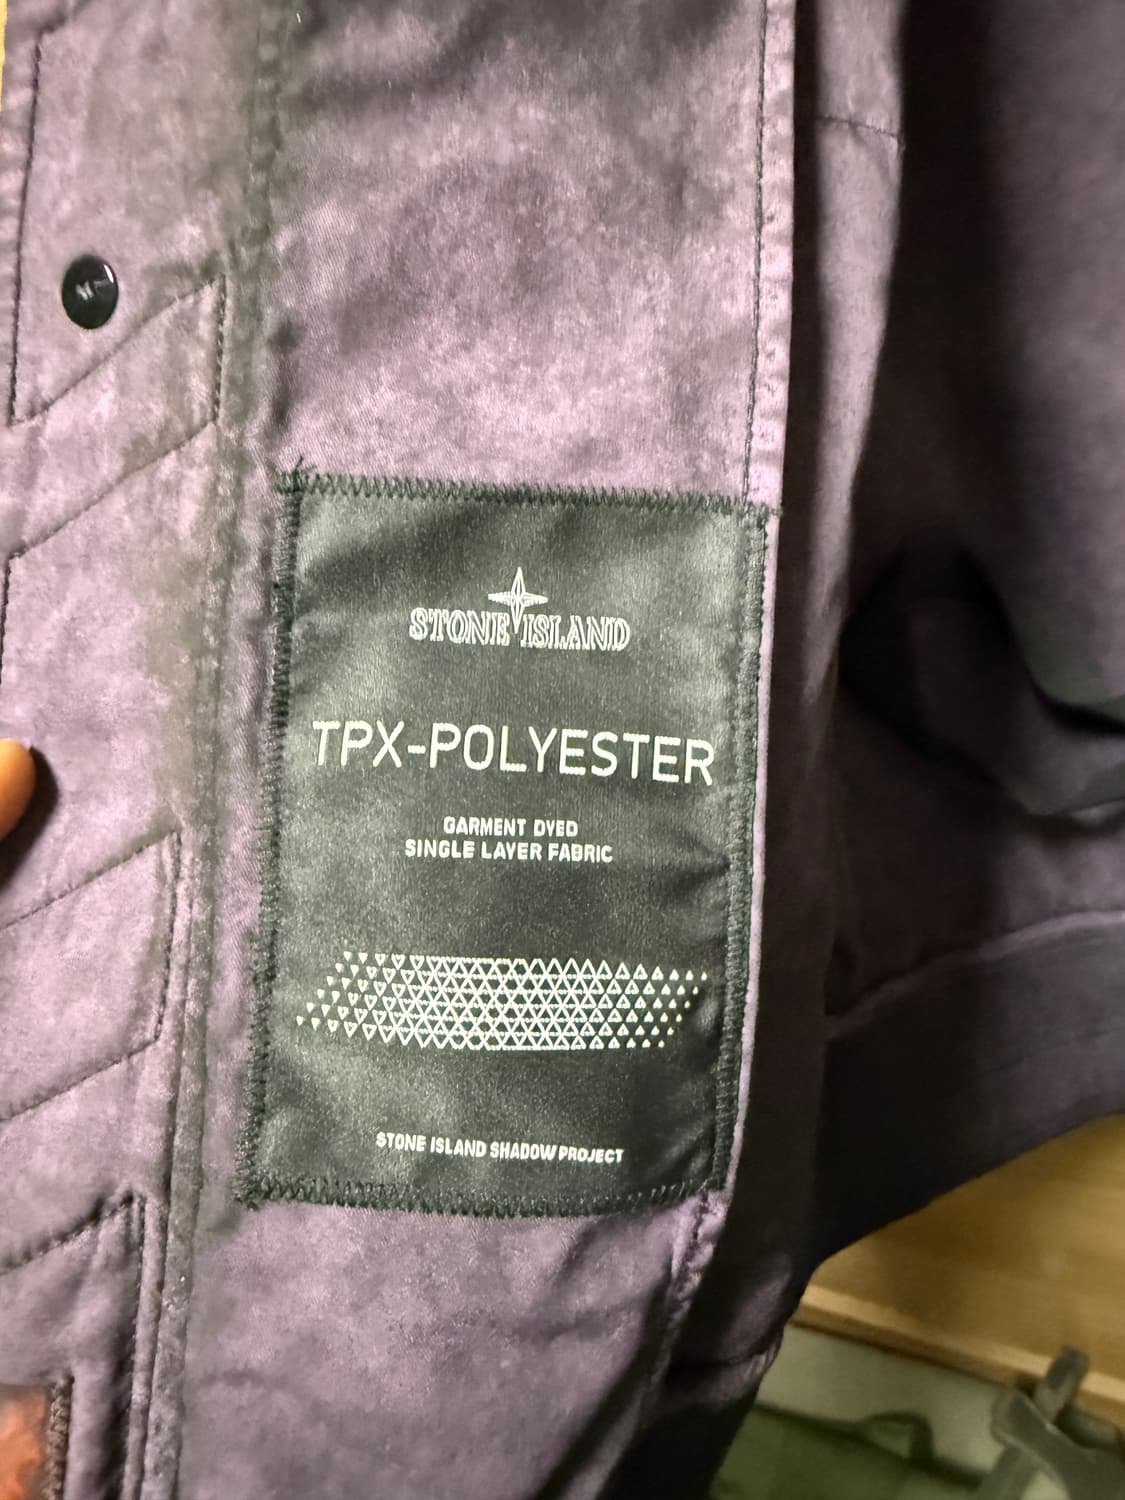 STONE ISLAND
TPX-POLYESTER
GARMENT DYED
SINGLE LAYER FABRIC
STONE ISLAND SHADOW PROJECT